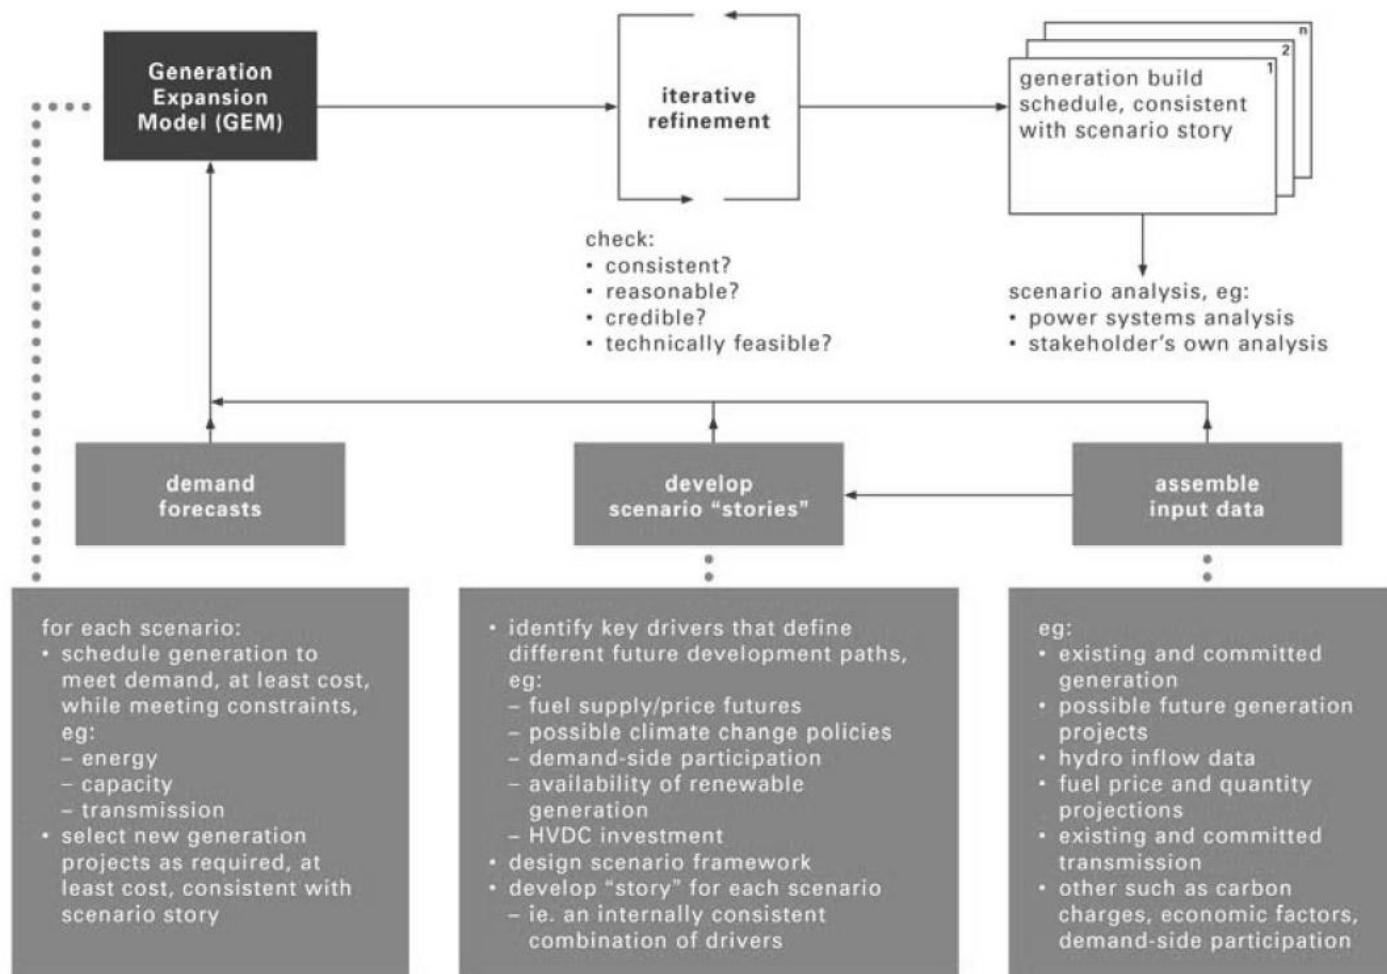 Generation
Expansion
Model (GEM)
iterative
refinement
n
2
1
generation build
schedule, consistent
with scenario story
check:
• consistent?
• reasonable?
• credible?
• technically feasible?
scenario analysis, eg:
• power systems analysis
• stakeholder's own analysis
demand
forecasts
develop
scenario “stories”
assemble
input data
for each scenario:
• schedule generation to
meet demand, at least cost,
while meeting constraints,
eg:
– energy
– capacity
– transmission
• select new generation
projects as required, at
least cost, consistent with
scenario story
• identify key drivers that define
different future development paths,
eg:
– fuel supply/price futures
– possible climate change policies
– demand-side participation
– availability of renewable
generation
– HVDC investment
• design scenario framework
• develop “story” for each scenario
– ie. an internally consistent
combination of drivers
eg:
• existing and committed
generation
• possible future generation
projects
• hydro inflow data
• fuel price and quantity
projections
• existing and committed
transmission
• other such as carbon
charges, economic factors,
demand-side participation